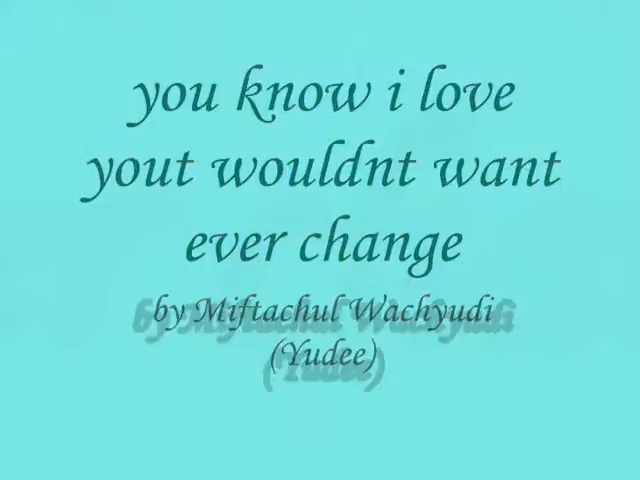 you know i love
yout wouldnt want
ever change
by Miftachul Wachyudi
(Yudee)